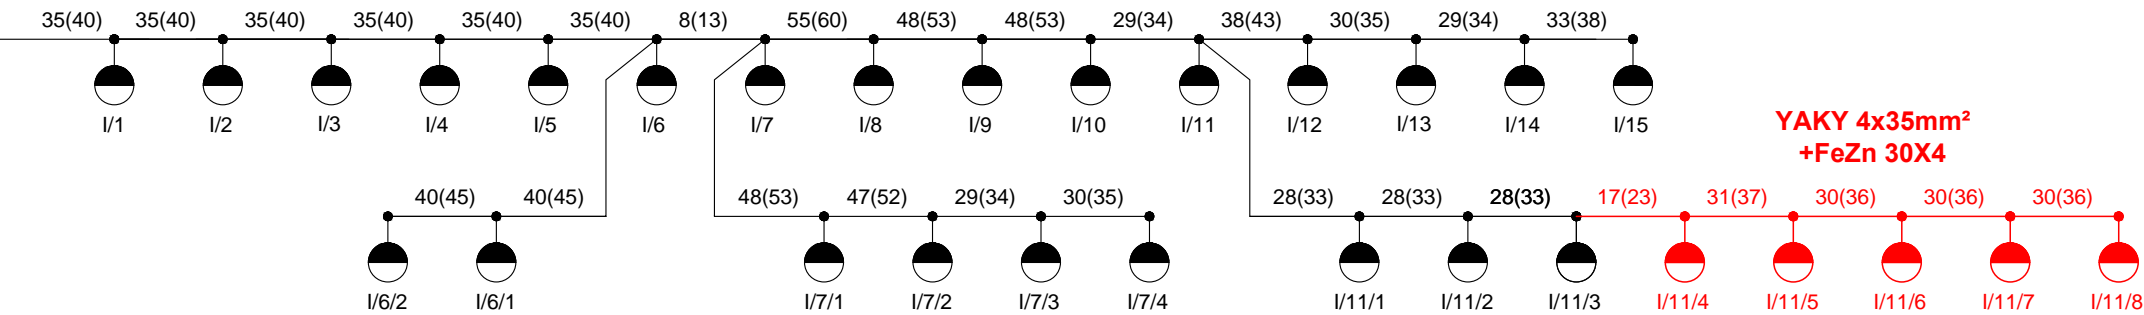 35(40) 35(40) 35(40) 35(40) 35(40) 35(40) 8(13) 55(60) 48(53) 48(53) 29(34) 38(43) 30(35) 29(34) 33(38)
I/1 I/2 I/3 I/4 I/5 I/6 I/7 I/8 I/9 I/10 I/11 I/12 I/13 I/14 I/15
YAKY 4x35mm²
+FeZn 30X4
40(45) 40(45) 48(53) 47(52) 29(34) 30(35) 28(33) 28(33) 28(33) 17(23) 31(37) 30(36) 30(36) 30(36)
I/6/2 I/6/1 I/7/1 I/7/2 I/7/3 I/7/4 I/11/1 I/11/2 I/11/3 I/11/4 I/11/5 I/11/6 I/11/7 I/11/8